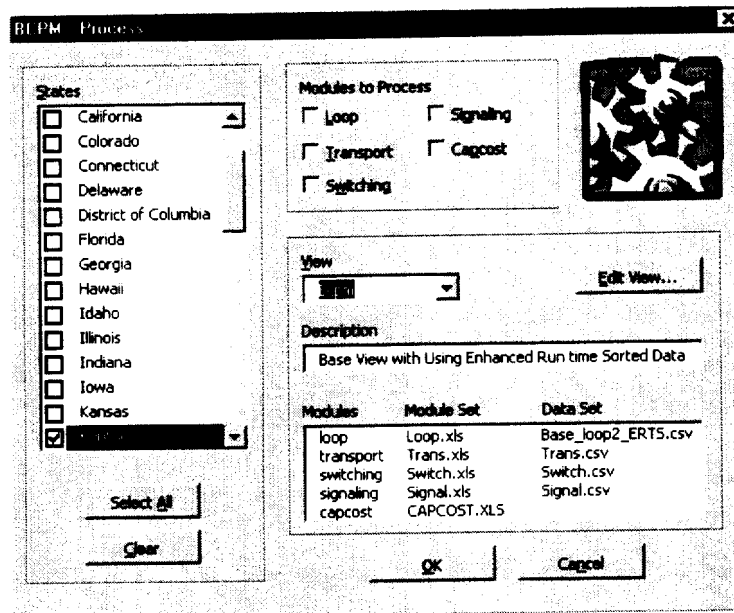 BCPM Process
States
California
Colorado
Connecticut
Delaware
District of Columbia
Florida
Georgia
Hawaii
Idaho
Illinois
Indiana
Iowa
Kansas
Select All
Clear
Modules to Process
Loop
Signaling
Transport
Capcost
Switching
View
Edit View...
Description
Base View with Using Enhanced Run time Sorted Data
Modules Module Set Data Set
loop Loop.xls Base_loop2_ERTS.csv
transport Trans.xls Trans.csv
switching Switch.xls Switch.csv
signaling Signal.xls Signal.csv
capcost CAPCOST.XLS
OK
Cancel